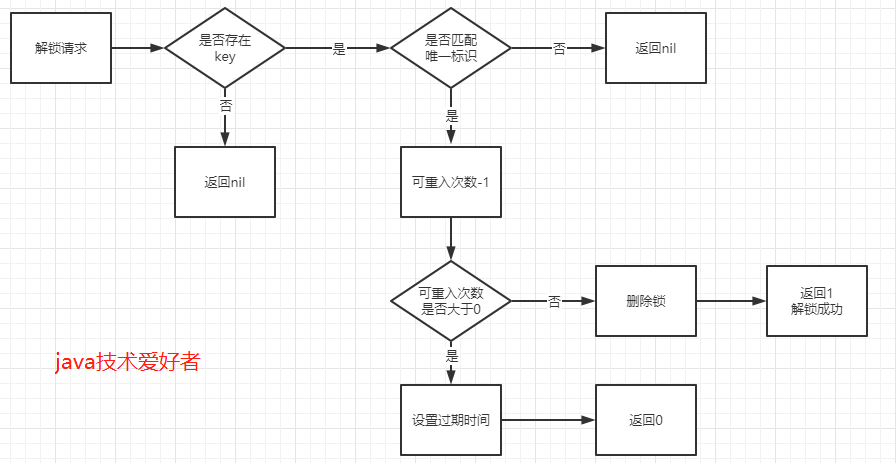 解锁请求
是否存在
key
是
是否匹配
唯一标识
否
返回nil
否
返回nil
是
可重入次数-1
可重入次数
是否大于0
否
删除锁
返回1
解锁成功
是
java技术爱好者
设置过期时间
返回0